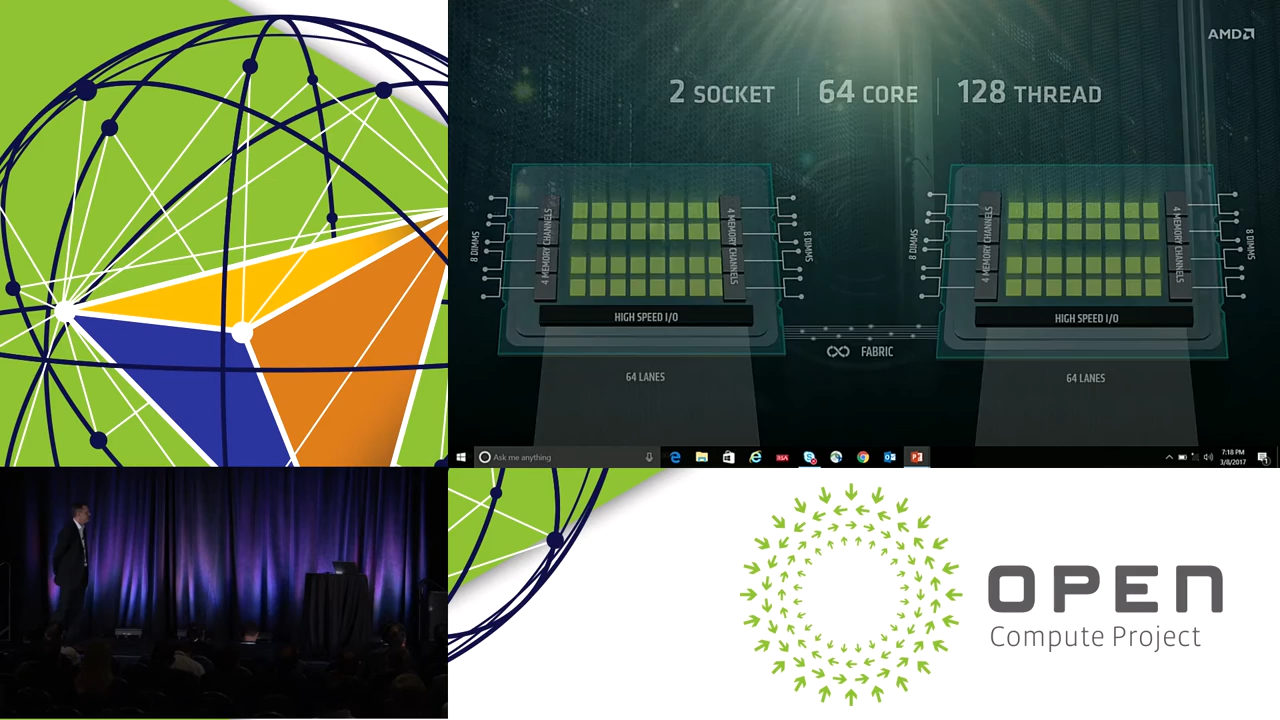 AMD
2 SOCKET
64 CORE
128 THREAD
8 DIMMS
4 MEMORY CHANNELS
4 MEMORY CHANNELS
8 DIMMS
8 DIMMS
4 MEMORY CHANNELS
4 MEMORY CHANNELS
8 DIMMS
HIGH SPEED I/O
HIGH SPEED I/O
FABRIC
64 LANES
64 LANES
Ask me anything
RSA
7:18 PM
3/8/2017
OPEN
Compute Project